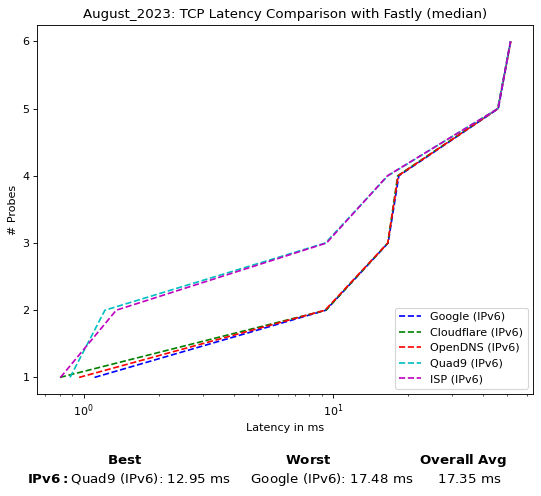 August_2023: TCP Latency Comparison with Fastly (median)
6
5
4
3
2
1
# Probes
Google (IPv6)
Cloudflare (IPv6)
OpenDNS (IPv6)
Quad9 (IPv6)
ISP (IPv6)
10⁰ 10¹
Latency in ms
Best Worst Overall Avg
IPv6: Quad9 (IPv6): 12.95 ms Google (IPv6): 17.48 ms 17.35 ms